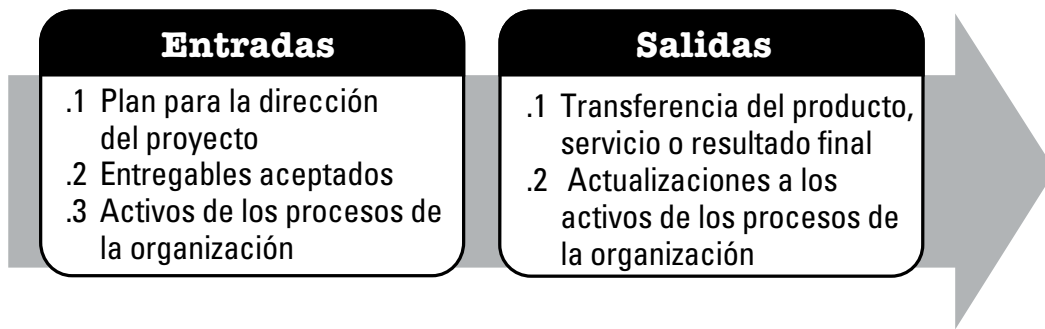 Entradas
.1 Plan para la dirección
del proyecto
.2 Entregables aceptados
.3 Activos de los procesos de
la organización
Salidas
.1 Transferencia del producto,
servicio o resultado final
.2 Actualizaciones a los
activos de los procesos de
la organización